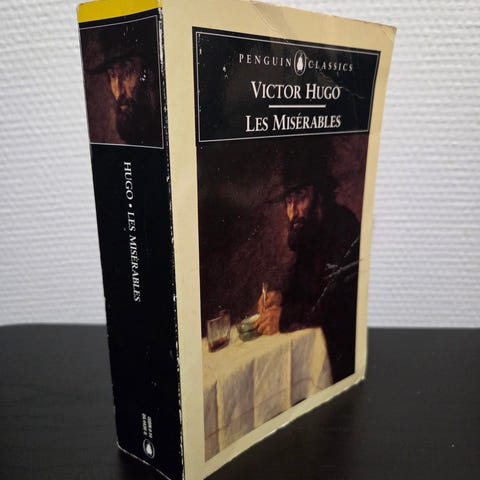 PENGUIN CLASSICS
VICTOR HUGO
LES MISÉRABLES
HUGO • LES MISÉRABLES